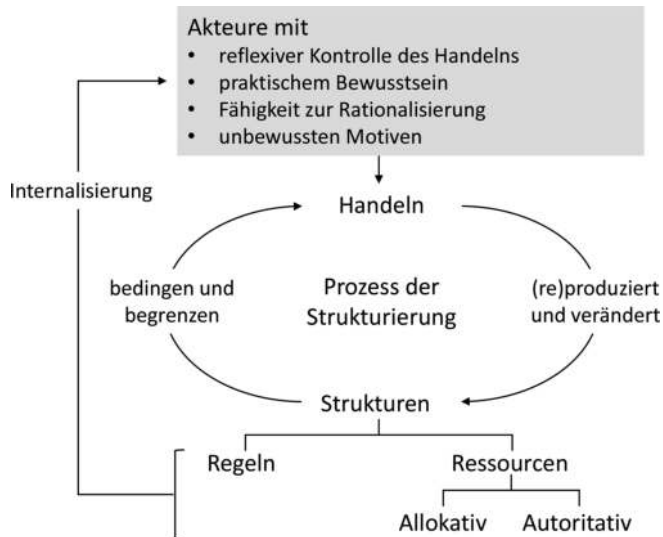 Akteure mit
• reflexiver Kontrolle des Handelns
• praktischem Bewusstsein
• Fähigkeit zur Rationalisierung
• unbewussten Motiven
Internalisierung
Handeln
bedingen und
begrenzen
Prozess der
Strukturierung
(re)produziert
und verändert
Strukturen
Regeln
Ressourcen
Allokativ
Autoritativ